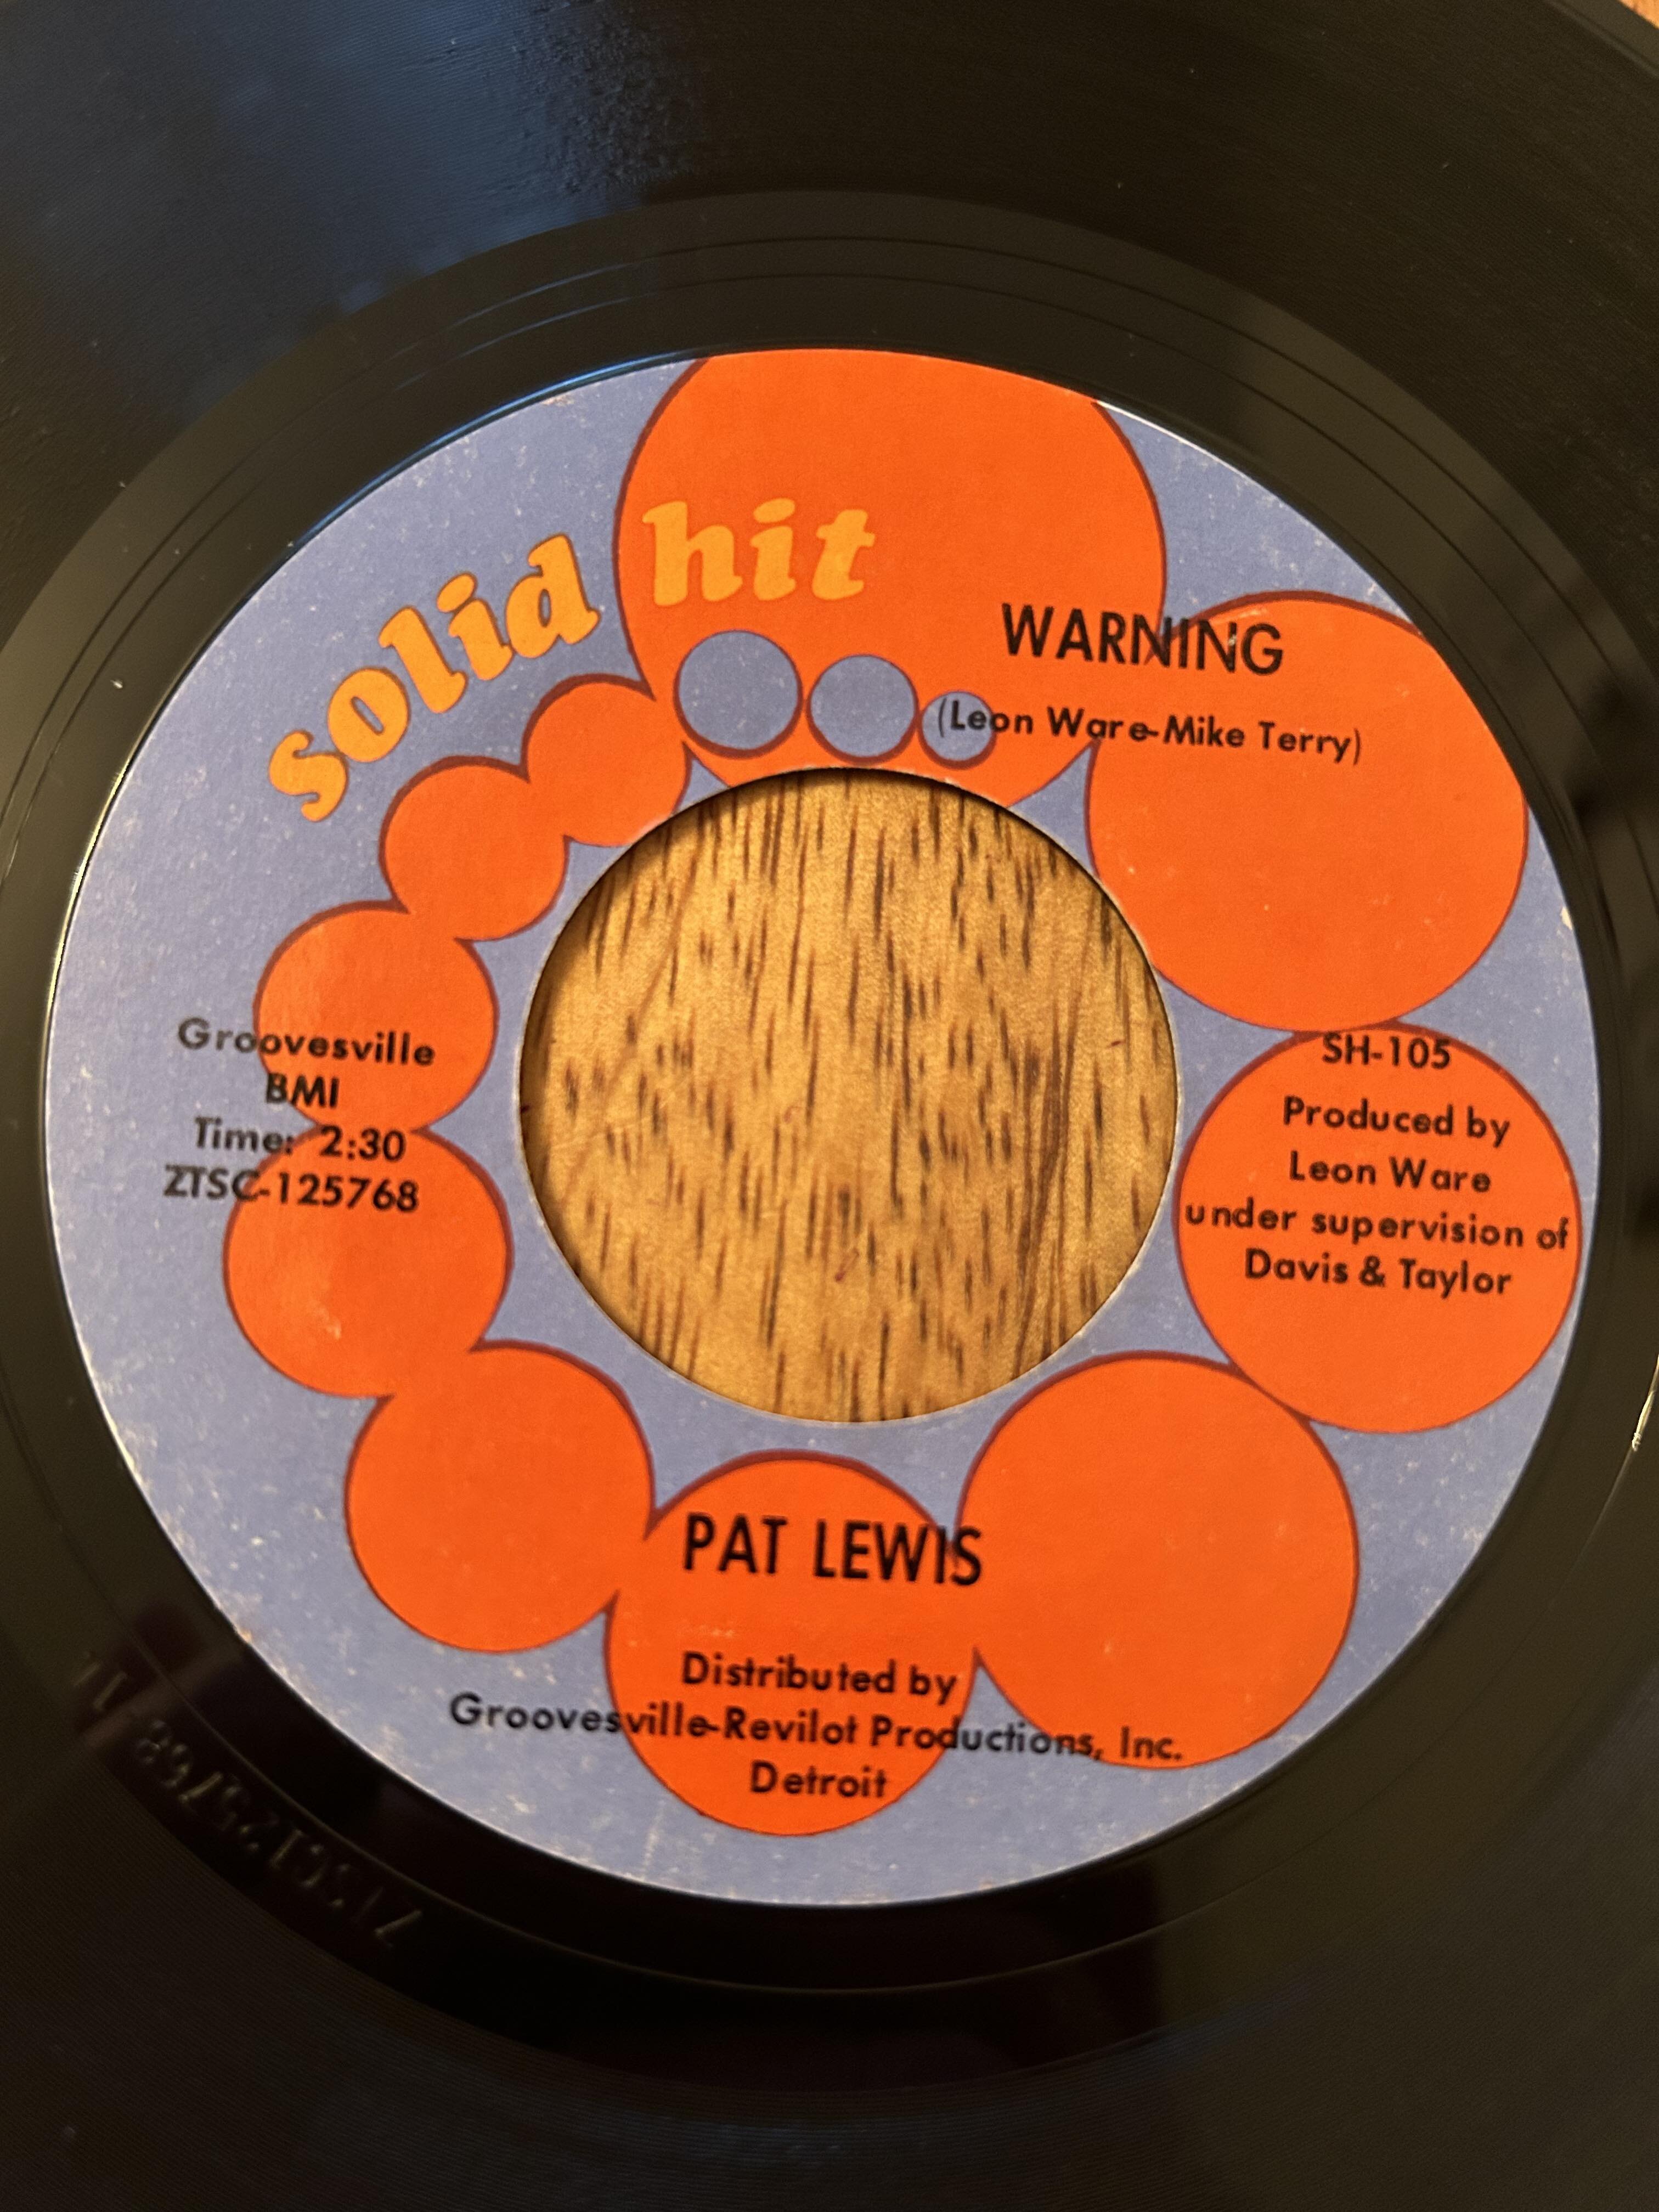 solid hit
WARNING
(Leon Ware-Mike Terry)
Groovesville
BMI
Time: 2:30
ZTSC-125768
SH-105
Produced by
Leon Ware
under supervision of
Davis & Taylor
PAT LEWIS
Distributed by
Groovesville-Revilot Productions, Inc.
Detroit